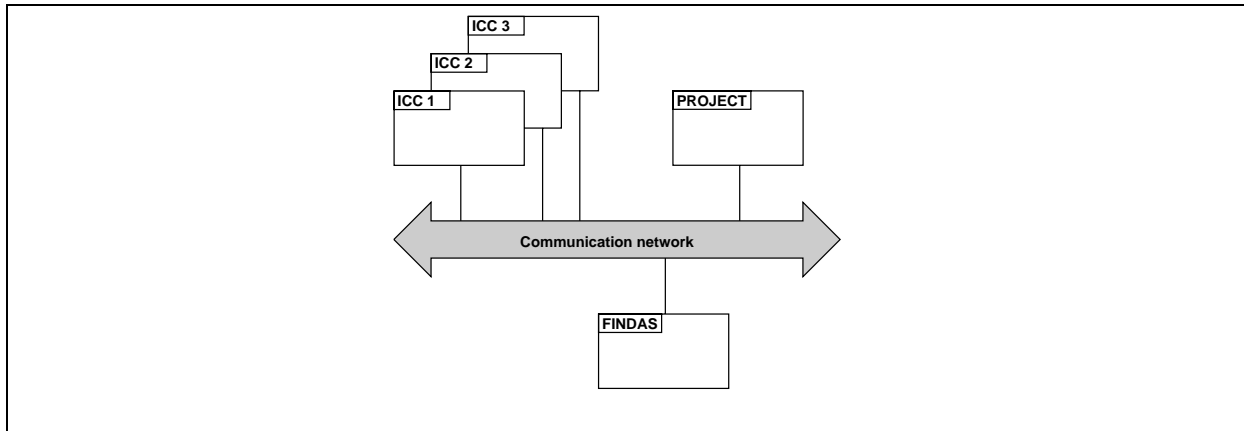 ICC 3
ICC 2
ICC 1
PROJECT
Communication network
FINDAS